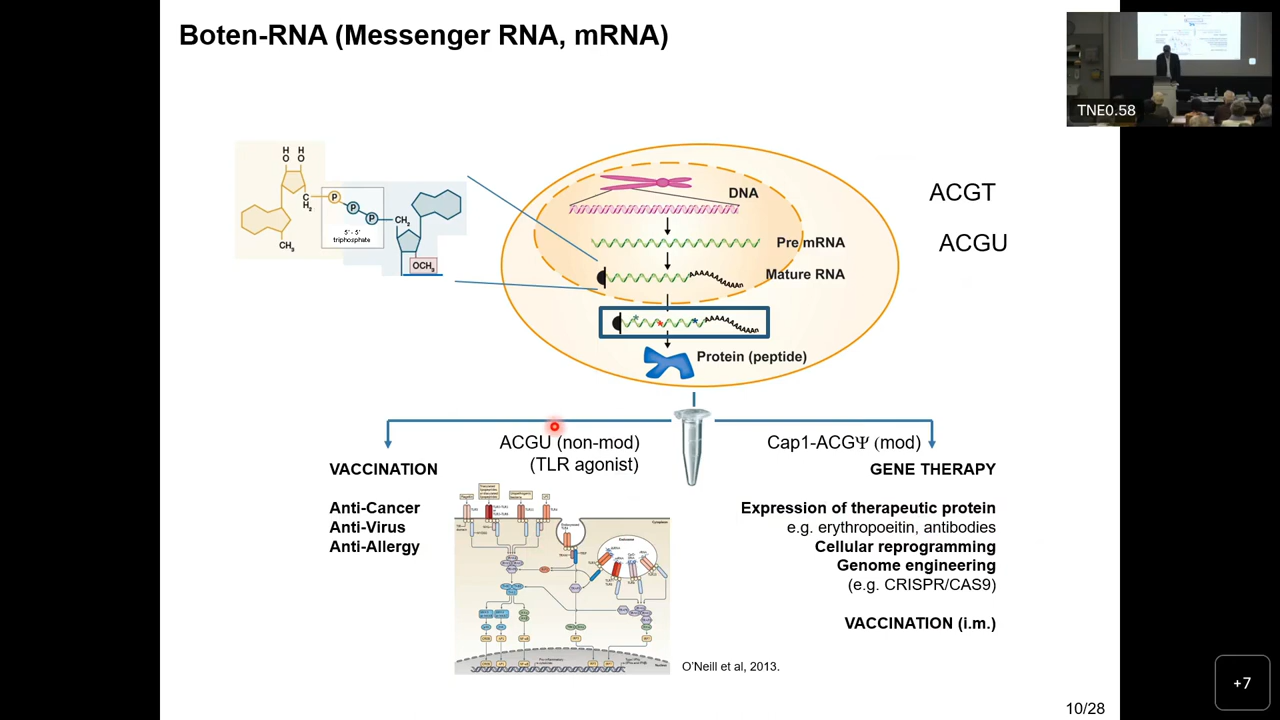 Boten-RNA (Messenger RNA, mRNA)
TNE0.58
H H
O O
C
H₂
P
P
P
CH₂
5' - 5'
triphosphate
CH₃
OCH₃
DNA
Pre mRNA
Mature RNA
Protein (peptide)
ACGT
ACGU
ACGU (non-mod)
(TLR agonist)
Cap1-ACGΨ (mod)
VACCINATION
Anti-Cancer
Anti-Virus
Anti-Allergy
GENE THERAPY
Expression of therapeutic protein
e.g. erythropoeitin, antibodies
Cellular reprogramming
Genome engineering
(e.g. CRISPR/CAS9)
VACCINATION (i.m.)
O'Neill et al, 2013.
10/28
+7